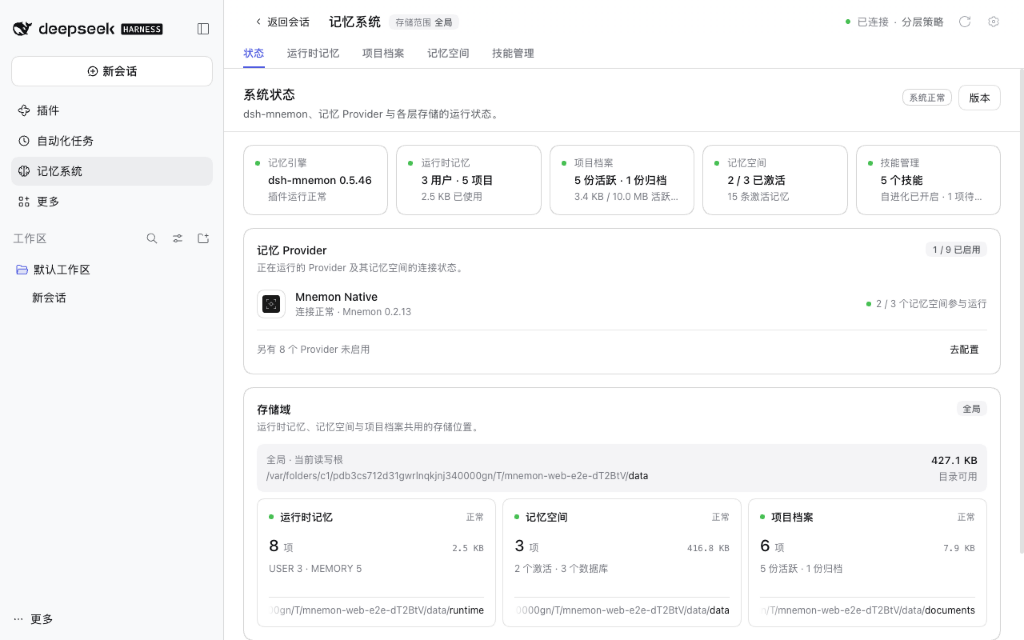 deepseek HARNESS
新会话
插件
自动化任务
记忆系统
更多
工作区
默认工作区
新会话
更多
返回会话
记忆系统
存储范围 全局
已连接 · 分层策略
状态
运行时记忆
项目档案
记忆空间
技能管理
系统状态
dsh-mnemon、记忆 Provider 与各层存储的运行状态。
系统正常
版本
记忆引擎
dsh-mnemon 0.5.46
插件运行正常
运行时记忆
3 用户 · 5 项目
2.5 KB 已使用
项目档案
5 份活跃 · 1 份归档
3.4 KB / 10.0 MB 活跃...
记忆空间
2 / 3 已激活
15 条激活记忆
技能管理
5 个技能
自进化已开启 · 1 项待...
记忆 Provider
1 / 9 已启用
正在运行的 Provider 及其记忆空间的连接状态。
Mnemon Native
连接正常 · Mnemon 0.2.13
2 / 3 个记忆空间参与运行
另有 8 个 Provider 未启用
去配置
存储域
全局
运行时记忆、记忆空间与项目档案共用的存储位置。
全局 · 当前读写根
/var/folders/c1/pdb3cs712d31gwrlnqkjnj340000gn/T/mnemon-web-e2e-dT2BtV/data
427.1 KB
目录可用
运行时记忆
正常
8 项
2.5 KB
USER 3 · MEMORY 5
0gn/T/mnemon-web-e2e-dT2BtV/data/runtime
记忆空间
正常
3 项
416.8 KB
2 个激活 · 3 个数据库
0000gn/T/mnemon-web-e2e-dT2BtV/data/data
项目档案
正常
6 项
7.9 KB
5 份活跃 · 1 份归档
/T/mnemon-web-e2e-dT2BtV/data/documents